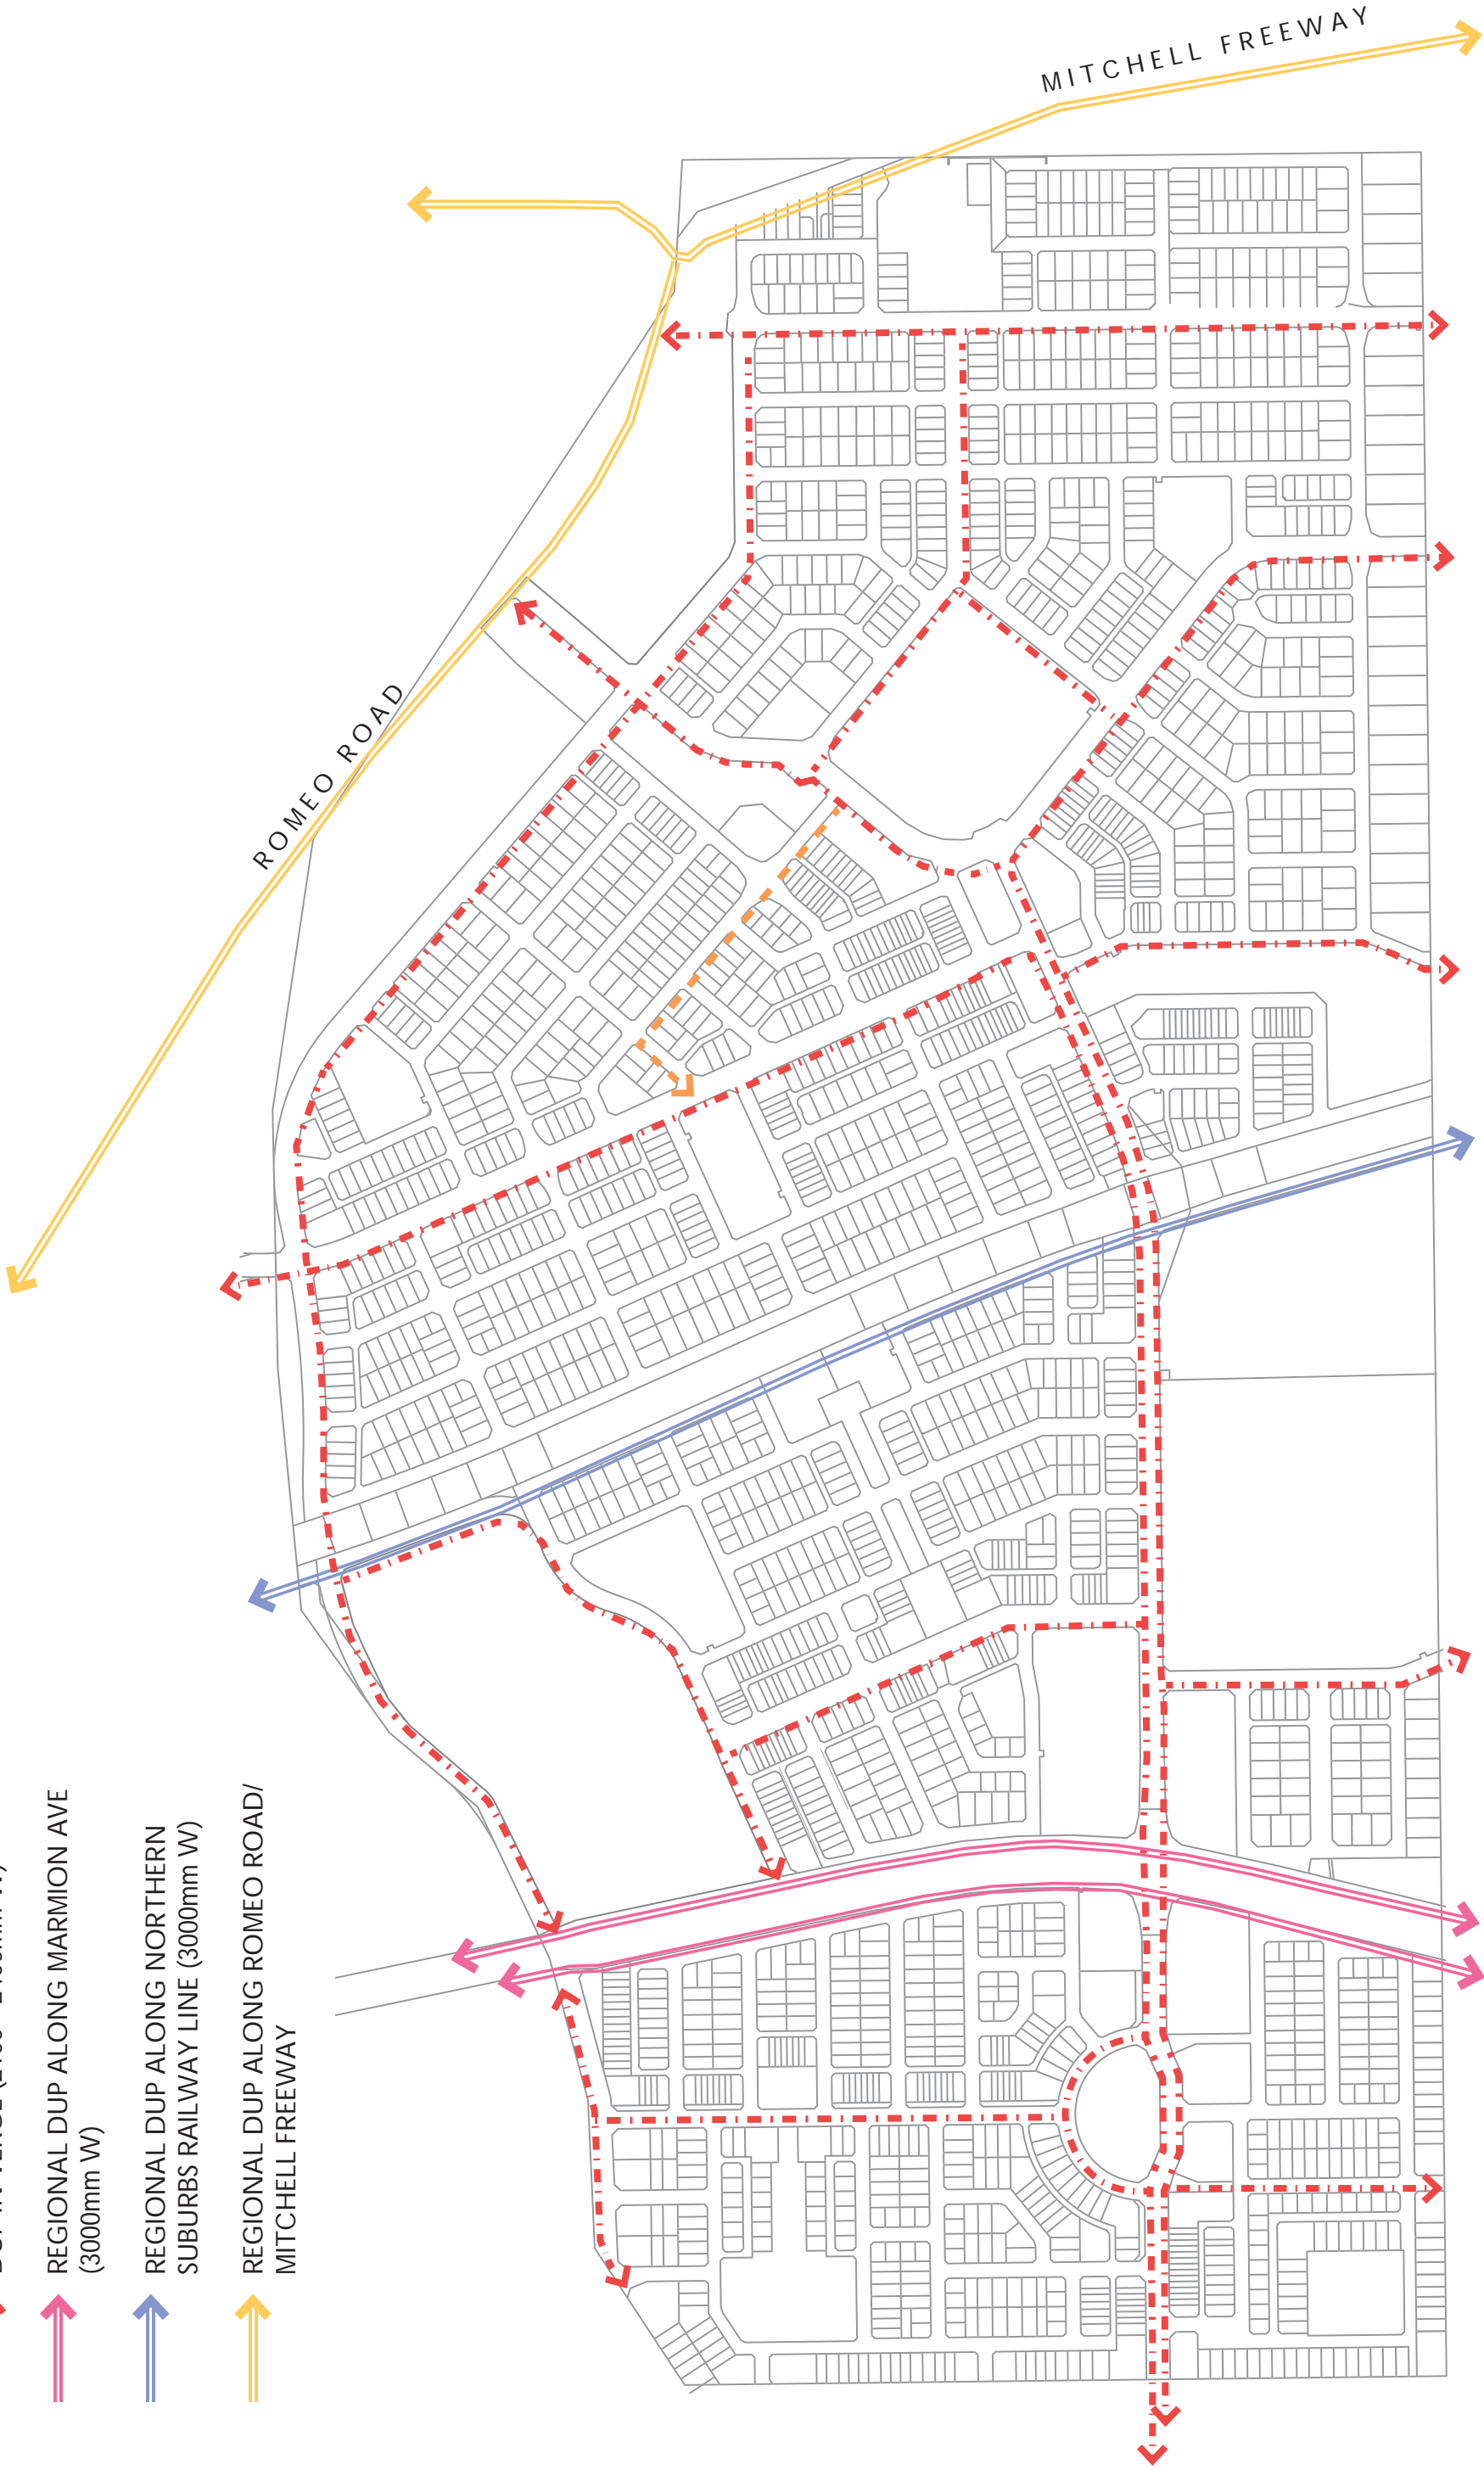 MITCHELL FREEWAY
ROMEO ROAD
REGIONAL DUP ALONG MARMION AVE
(3000mm W)
REGIONAL DUP ALONG NORTHERN
SUBURBS RAILWAY LINE (3000mm W)
REGIONAL DUP ALONG ROMEO ROAD/
MITCHELL FREEWAY